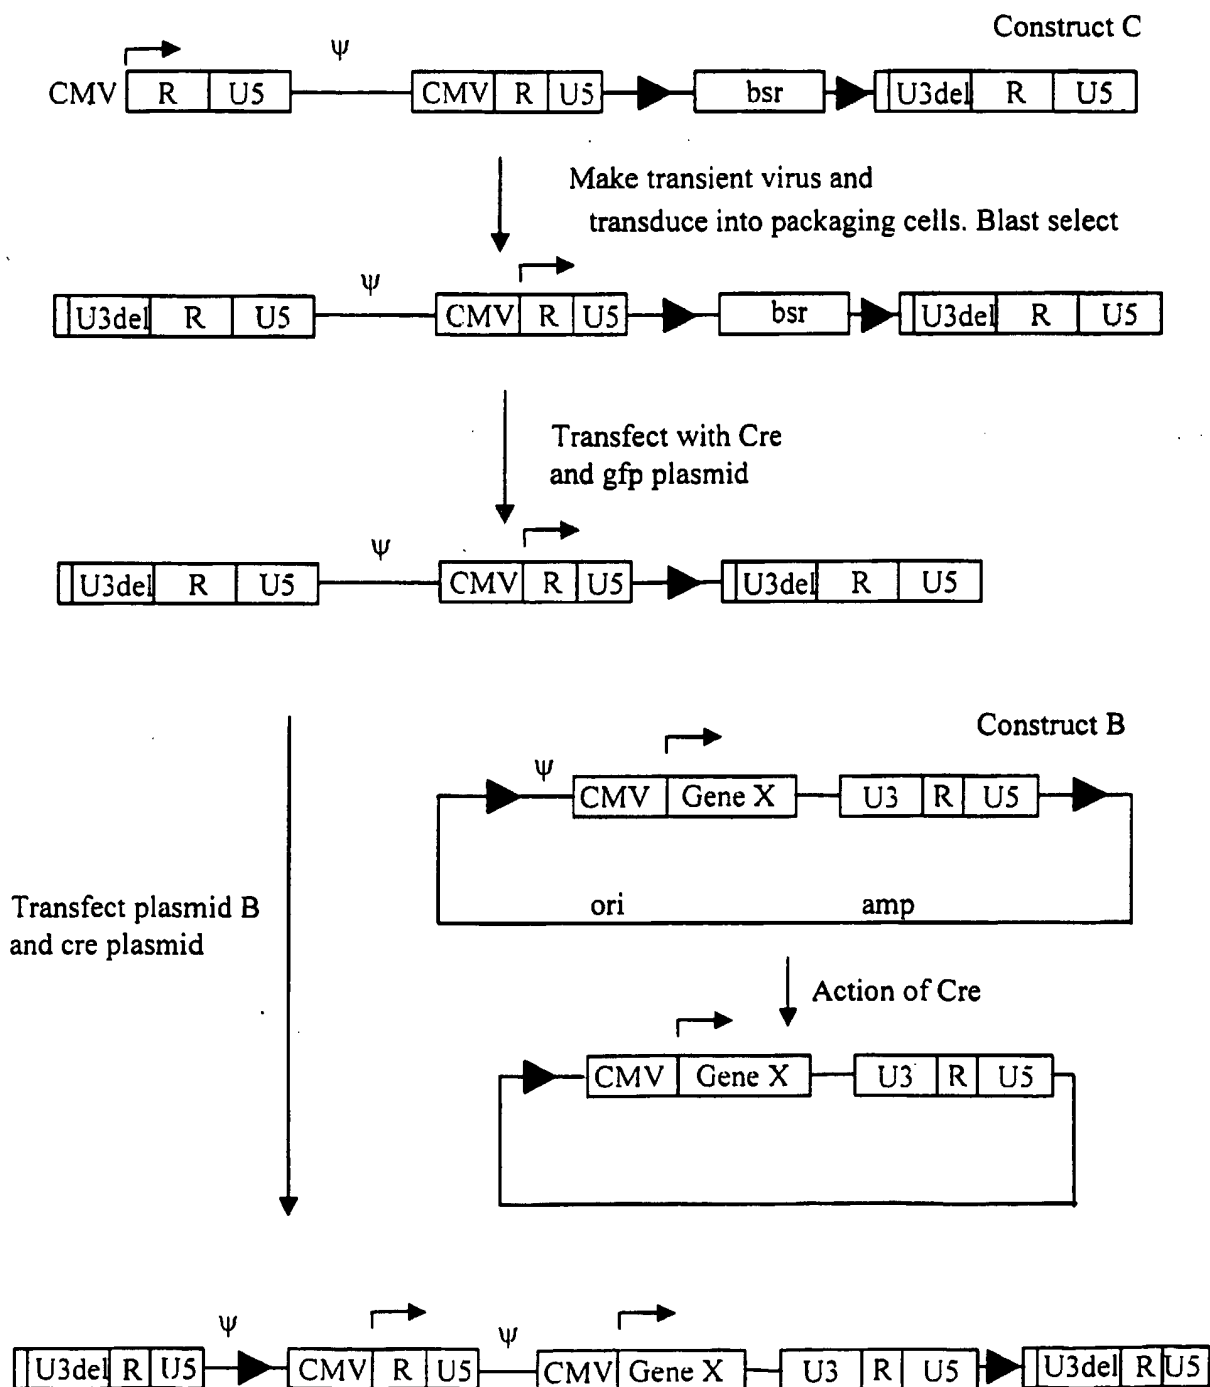 Construct C
ψ
CMV R U5 CMV R U5 bsr U3del R U5
Make transient virus and
transduce into packaging cells. Blast select
ψ
U3del R U5 CMV R U5 bsr U3del R U5
Transfect with Cre
and gfp plasmid
ψ
U3del R U5 CMV R U5 U3del R U5
Construct B
ψ
CMV Gene X U3 R U5
ori amp
Transfect plasmid B
and cre plasmid
Action of Cre
CMV Gene X U3 R U5
ψ ψ
U3del R U5 CMV R U5 CMV Gene X U3 R U5 U3del R U5